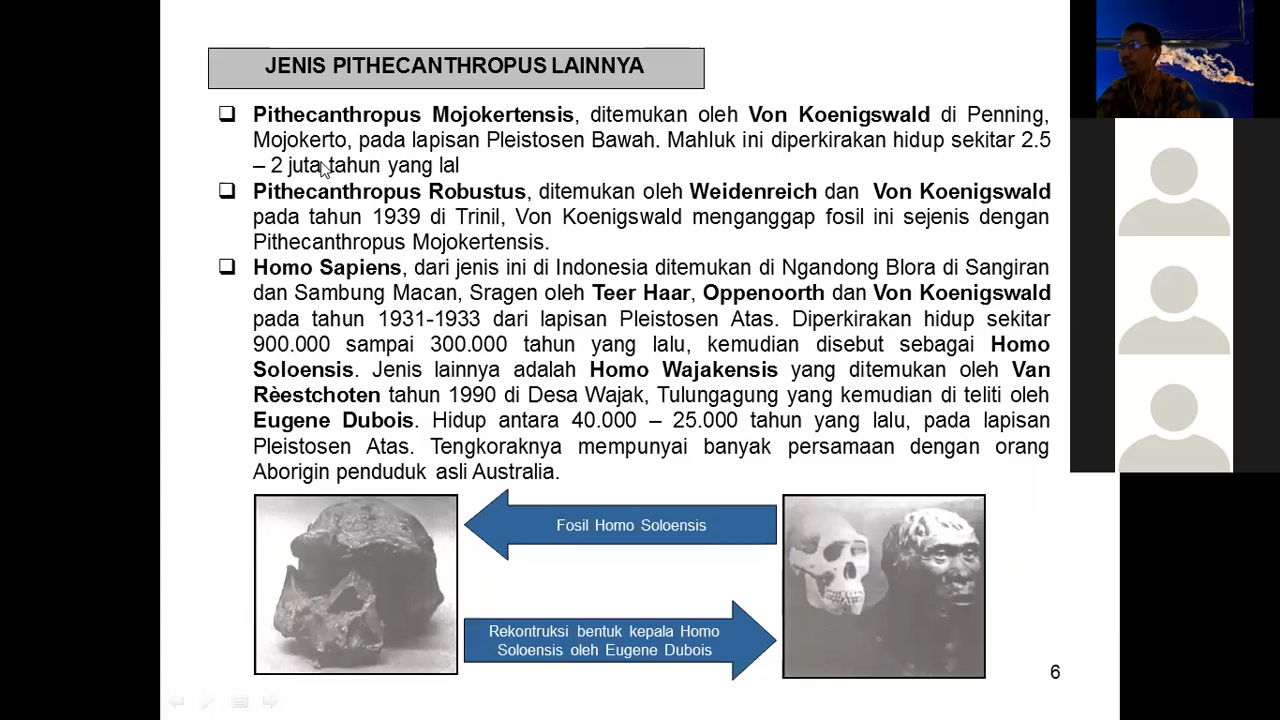 JENIS PITHECANTHROPUS LAINNYA
❑ Pithecanthropus Mojokertensis, ditemukan oleh Von Koenigswald di Penning,
Mojokerto, pada lapisan Pleistosen Bawah. Mahluk ini diperkirakan hidup sekitar 2.5
– 2 juta tahun yang lal
❑ Pithecanthropus Robustus, ditemukan oleh Weidenreich dan Von Koenigswald
pada tahun 1939 di Trinil, Von Koenigswald menganggap fosil ini sejenis dengan
Pithecanthropus Mojokertensis.
❑ Homo Sapiens, dari jenis ini di Indonesia ditemukan di Ngandong Blora di Sangiran
dan Sambung Macan, Sragen oleh Teer Haar, Oppenoorth dan Von Koenigswald
pada tahun 1931-1933 dari lapisan Pleistosen Atas. Diperkirakan hidup sekitar
900.000 sampai 300.000 tahun yang lalu, kemudian disebut sebagai Homo
Soloensis. Jenis lainnya adalah Homo Wajakensis yang ditemukan oleh Van
Rèestchoten tahun 1990 di Desa Wajak, Tulungagung yang kemudian di teliti oleh
Eugene Dubois. Hidup antara 40.000 – 25.000 tahun yang lalu, pada lapisan
Pleistosen Atas. Tengkoraknya mempunyai banyak persamaan dengan orang
Aborigin penduduk asli Australia.
Fosil Homo Soloensis
Rekontruksi bentuk kepala Homo
Soloensis oleh Eugene Dubois
6